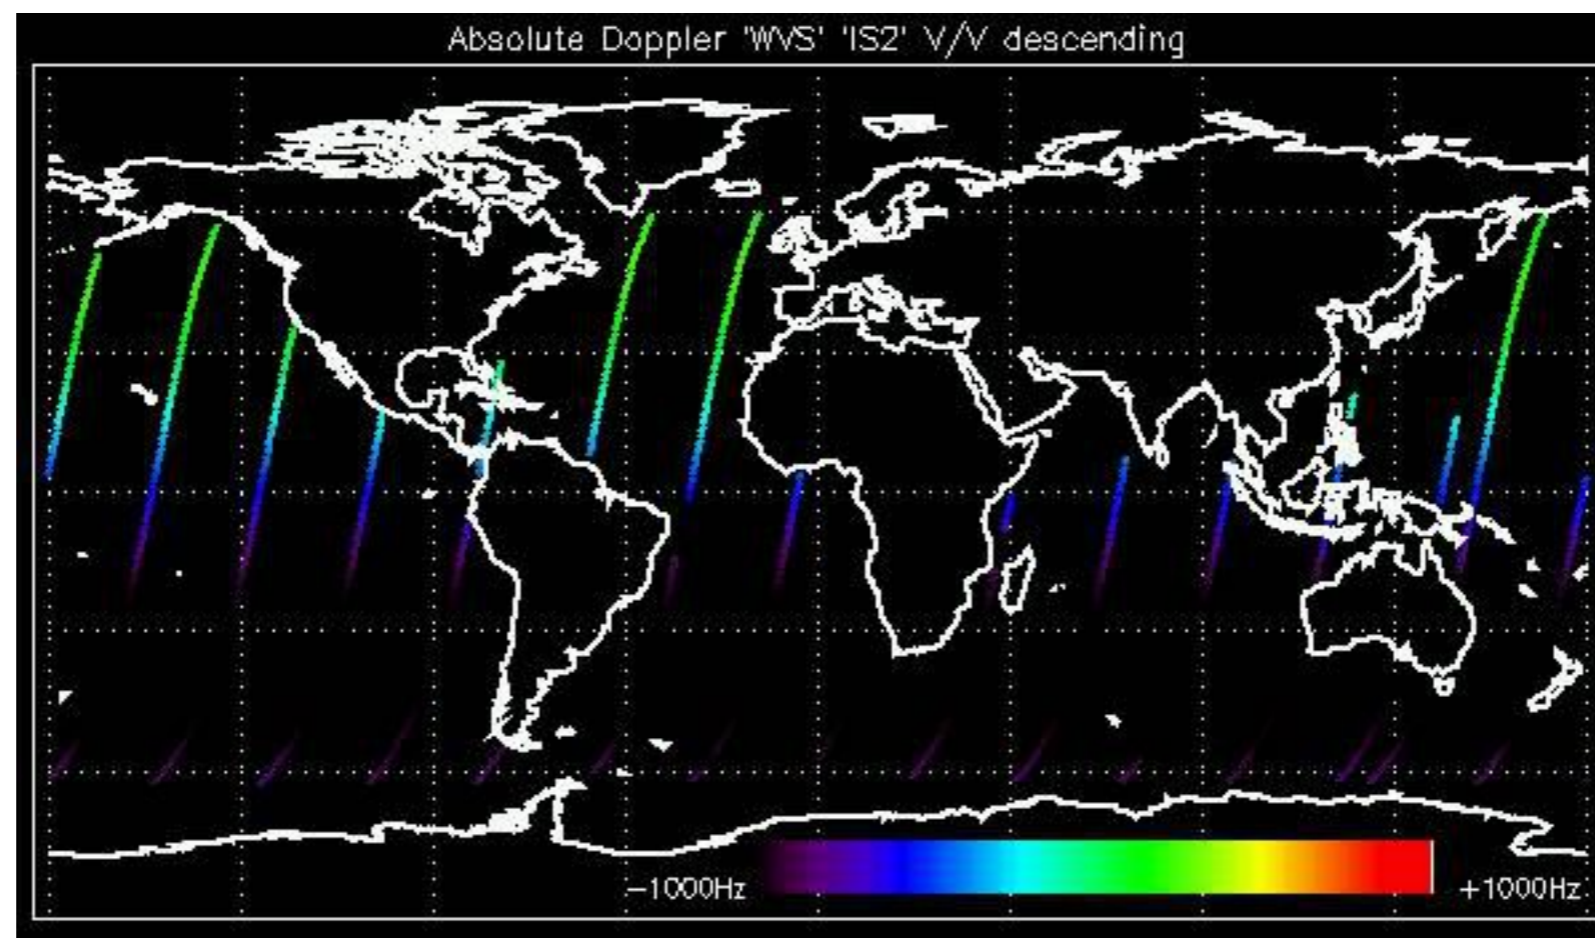 Absolute Doppler 'WVS' 'IS2' V/V descending
-1000Hz +1000Hz